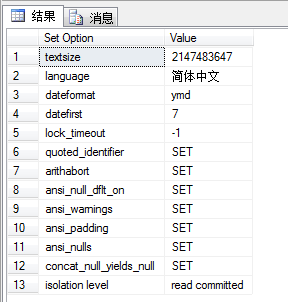 结果 消息
Set Option Value
1 textsize 2147483647
2 language 简体中文
3 dateformat ymd
4 datefirst 7
5 lock_timeout -1
6 quoted_identifier SET
7 arithabort SET
8 ansi_null_dflt_on SET
9 ansi_warnings SET
10 ansi_padding SET
11 ansi_nulls SET
12 concat_null_yields_null SET
13 isolation level read committed